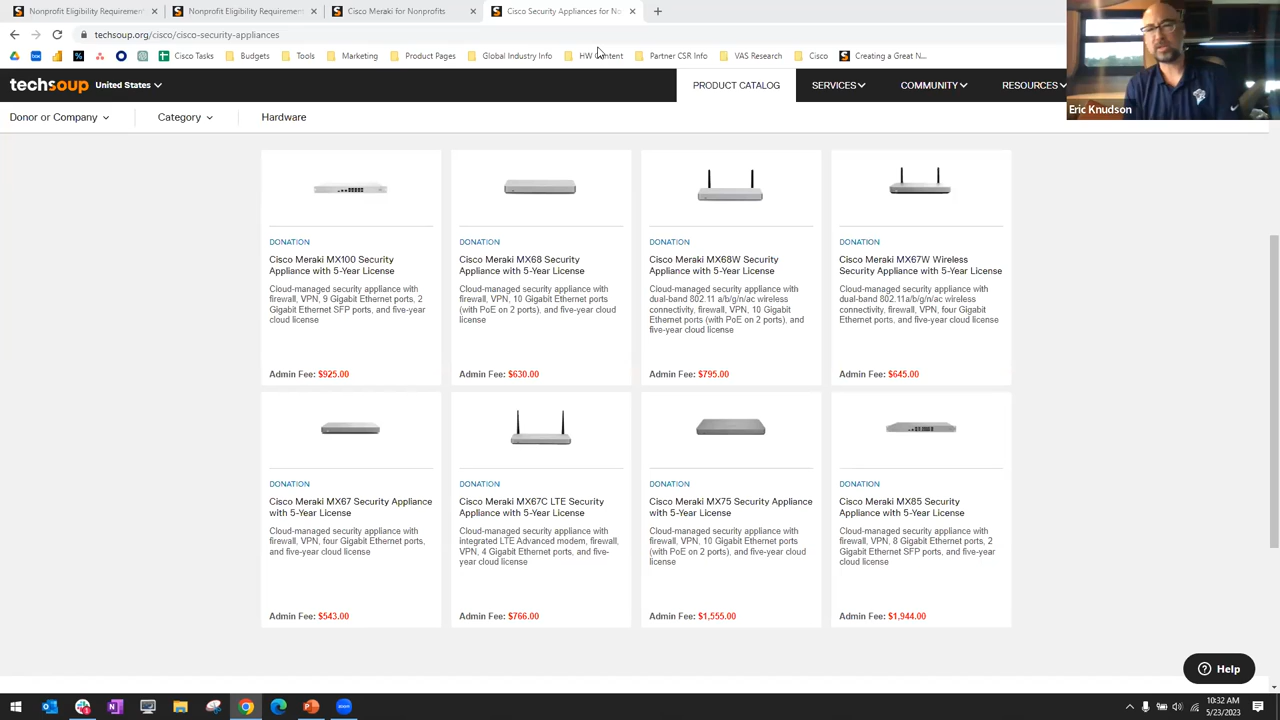 Nonprofit Eligibility Requirement
Nonprofit Eligibility Requirement
Cisco Meraki for Nonprofits
Cisco Security Appliances for No
techsoup.org/cisco/cisco-security-appliances
Cisco Tasks
Budgets
Tools
Marketing
Product Pages
Global Industry Info
HW Content
Partner CSR Info
VAS Research
Cisco
Creating a Great N...
techsoup United States
PRODUCT CATALOG
SERVICES
COMMUNITY
RESOURCES
Eric Knudson
Donor or Company
Category
Hardware
DONATION
Cisco Meraki MX100 Security
Appliance with 5-Year License
Cloud-managed security appliance with
firewall, VPN, 9 Gigabit Ethernet ports, 2
Gigabit Ethernet SFP ports, and five-year
cloud license
Admin Fee: $925.00
DONATION
Cisco Meraki MX68 Security
Appliance with 5-Year License
Cloud-managed security appliance with
firewall, VPN, 10 Gigabit Ethernet ports
(with PoE on 2 ports), and five-year cloud
license
Admin Fee: $630.00
DONATION
Cisco Meraki MX68W Security
Appliance with 5-Year License
Cloud-managed security appliance with
dual-band 802.11 a/b/g/n/ac wireless
connectivity, firewall, VPN, 10 Gigabit
Ethernet ports (with PoE on 2 ports), and
five-year cloud license
Admin Fee: $795.00
DONATION
Cisco Meraki MX67W Wireless
Security Appliance with 5-Year License
Cloud-managed security appliance with
dual-band 802.11a/b/g/n/ac wireless
connectivity, firewall, VPN, four Gigabit
Ethernet ports, and five-year cloud license
Admin Fee: $645.00
DONATION
Cisco Meraki MX67 Security Appliance
with 5-Year License
Cloud-managed security appliance with
firewall, VPN, four Gigabit Ethernet ports,
and five-year cloud license
Admin Fee: $543.00
DONATION
Cisco Meraki MX67C LTE Security
Appliance with 5-Year License
Cloud-managed security appliance with
integrated LTE Advanced modem, firewall,
VPN, 4 Gigabit Ethernet ports, and five-
year cloud license
Admin Fee: $766.00
DONATION
Cisco Meraki MX75 Security Appliance
with 5-Year License
Cloud-managed security appliance with
firewall, VPN, 10 Gigabit Ethernet ports
(with PoE on 2 ports), and five-year cloud
license
Admin Fee: $1,555.00
DONATION
Cisco Meraki MX85 Security
Appliance with 5-Year License
Cloud-managed security appliance with
firewall, VPN, 8 Gigabit Ethernet ports, 2
Gigabit Ethernet SFP ports, and five-year
cloud license
Admin Fee: $1,944.00
Help
10:32 AM
5/23/2023